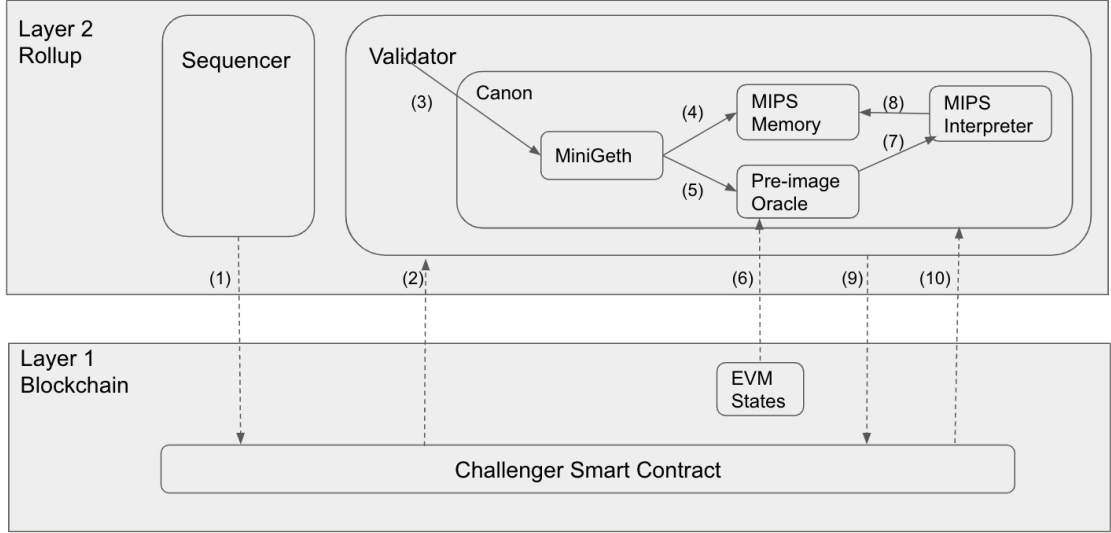 Layer 2
Rollup
Sequencer
Validator
Canon
(3)
(4)
MIPS
Memory
(8)
MIPS
Interpreter
MiniGeth
(7)
(5)
Pre-image
Oracle
(1)
(2)
(6)
(9)
(10)
Layer 1
Blockchain
EVM
States
Challenger Smart Contract